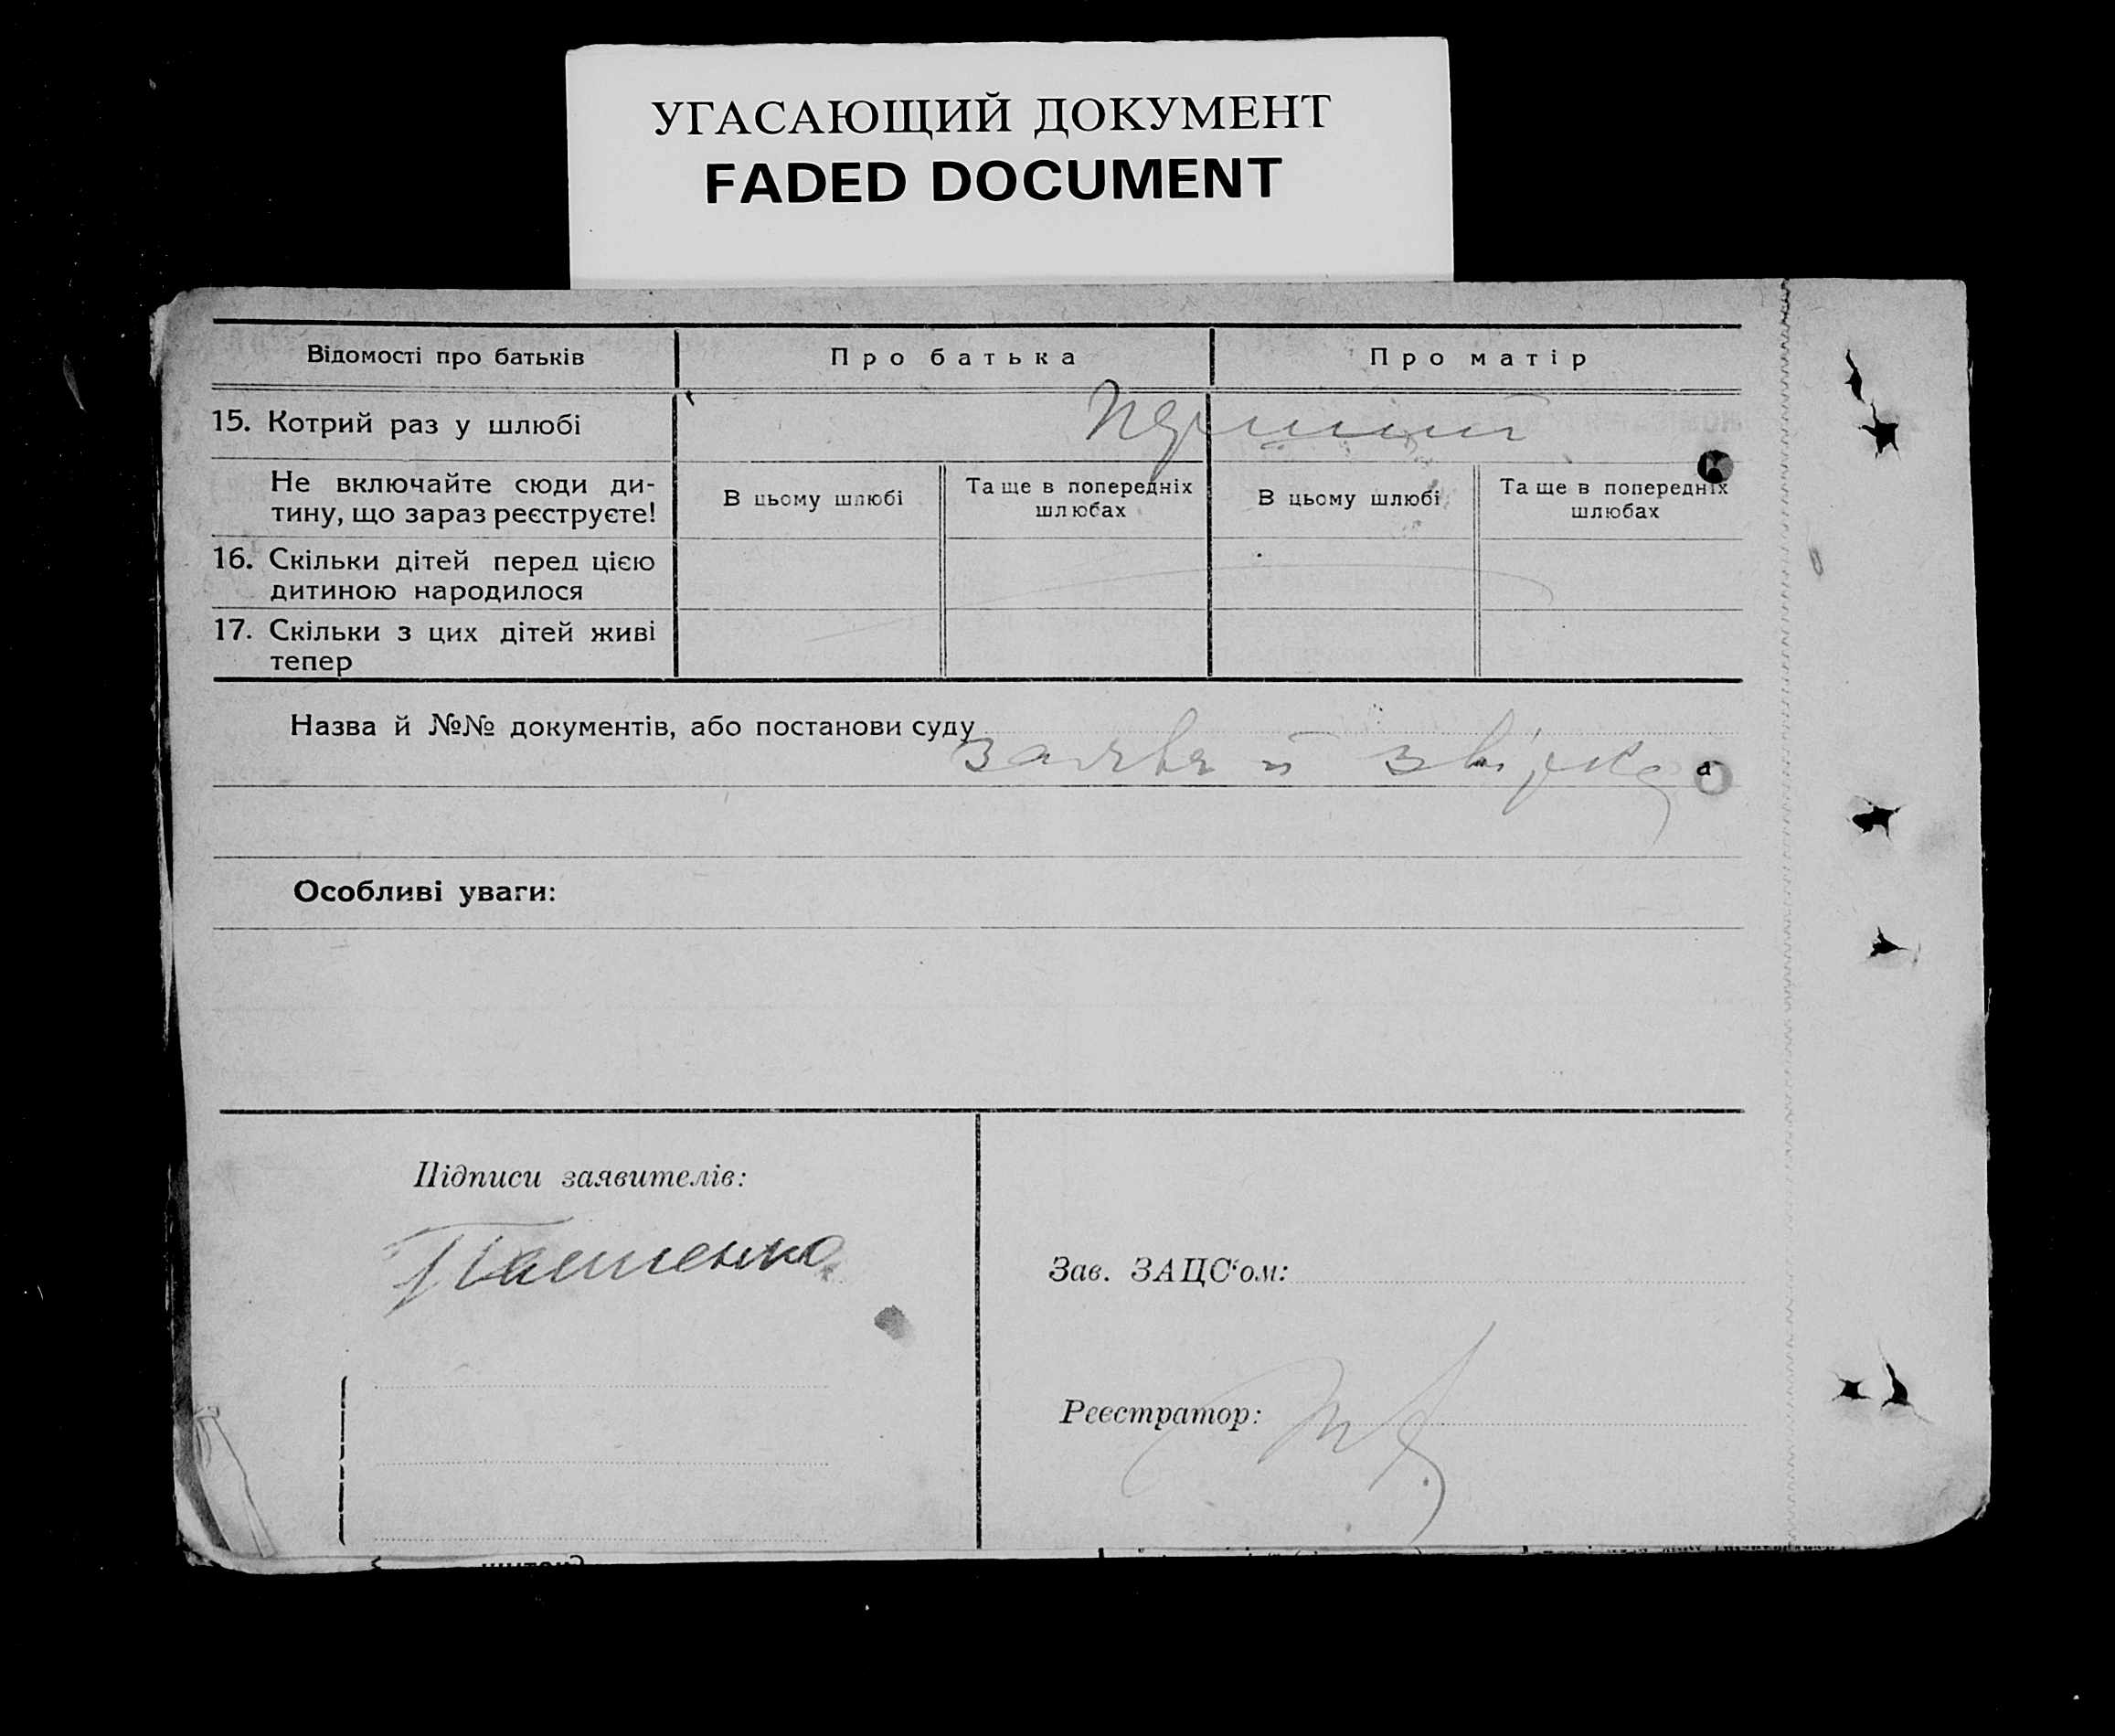 УГАСАЮЩИЙ ДОКУМЕНТ
FADED DOCUMENT
Відомості про батьків
Про батька
Про матір
15. Котрий раз у шлюбі
перший
Не включайте сюди ди-
тину, що зараз реєструєте!
В цьому шлюбі
Та ще в попередніх
шлюбах
В цьому шлюбі
Та ще в попередніх
шлюбах
16. Скільки дітей перед цією
дитиною народилося
17. Скільки з цих дітей живі
тепер
Назва й №№ документів, або постанови суду
заява й
Особливі уваги:
Підписи заявителів:
Пащенко
Зав. ЗАЦС‘ом:
Реєстратор: